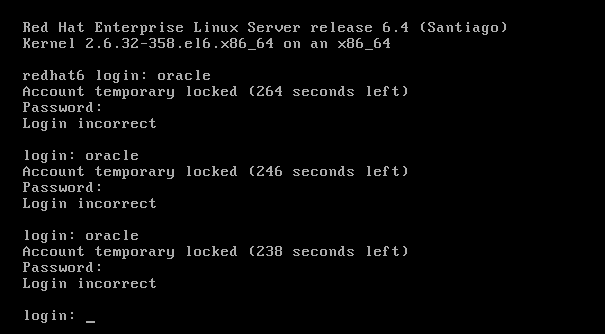 Red Hat Enterprise Linux Server release 6.4 (Santiago)
Kernel 2.6.32-358.el6.x86_64 on an x86_64
redhat6 login: oracle
Account temporary locked (264 seconds left)
Password:
Login incorrect
login: oracle
Account temporary locked (246 seconds left)
Password:
Login incorrect
login: oracle
Account temporary locked (238 seconds left)
Password:
Login incorrect
login: _